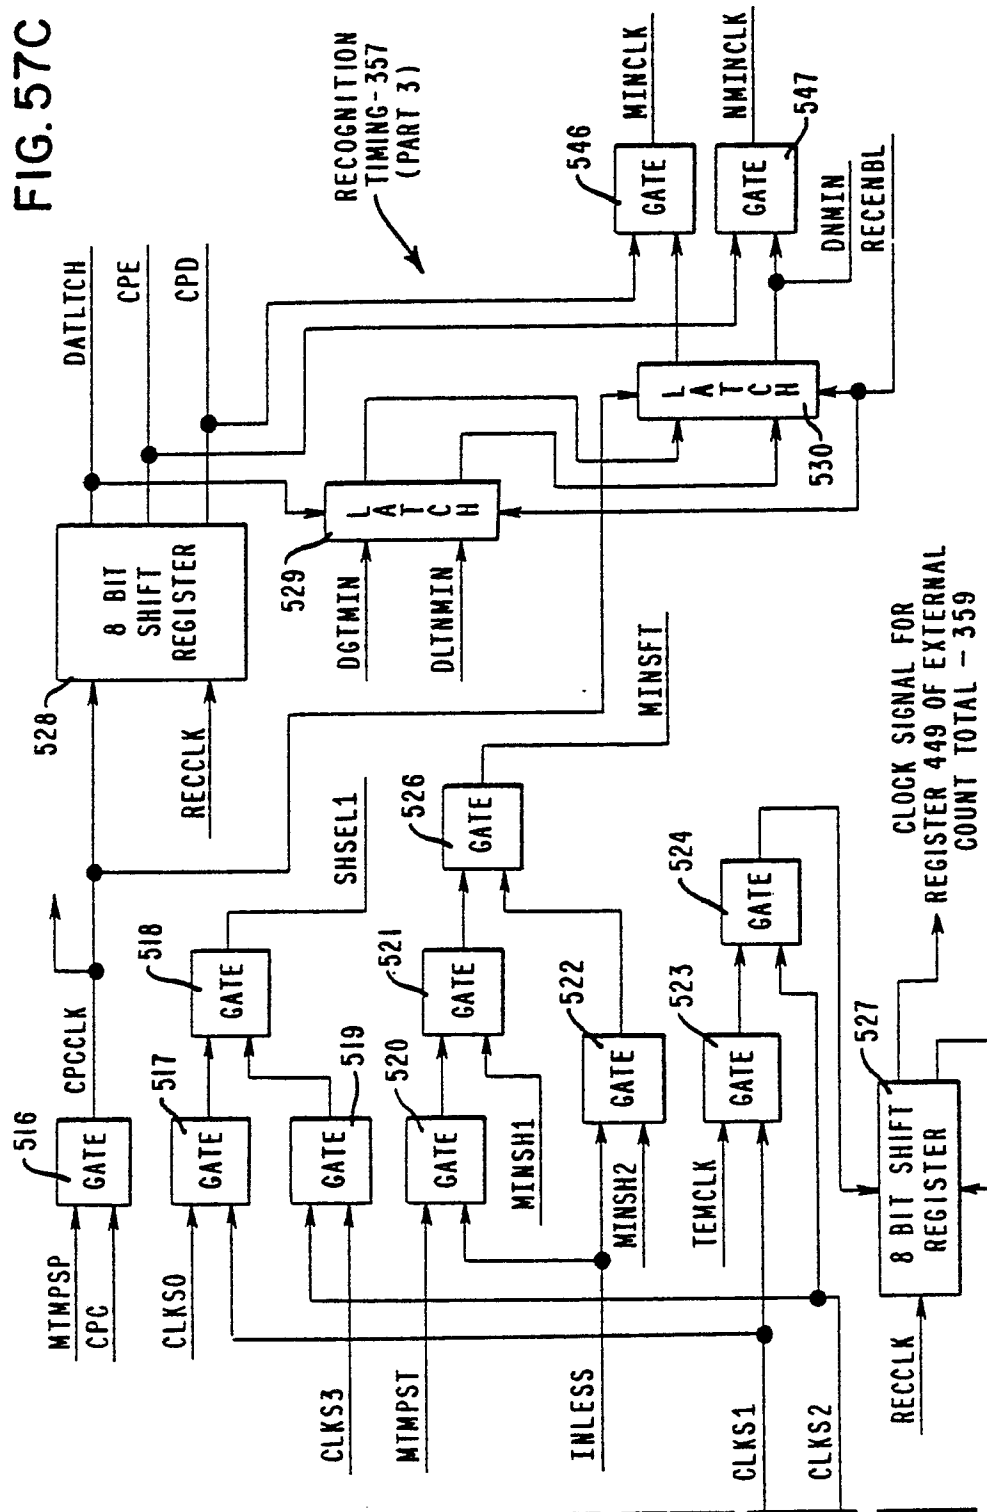 FIG. 57C
RECOGNITION
TIMING-357
(PART 3)
DATLTCH
CPE
CPD
MINCLK
NMINCLK
546
GATE
GATE
547
DNMIN
RECENBL
LATCH
530
LATCH
529
DGTMIN
DLTNMIN
8 BIT
SHIFT
REGISTER
528
RECCLK
CPCCLK
516
GATE
MTMPSP
CPC
517
GATE
CLKS0
518
GATE
SHSEL1
519
GATE
CLKS3
520
GATE
MTMPST
521
GATE
MINSH1
526
GATE
MINSFT
522
GATE
INLESS
MINSH2
523
GATE
TEMCLK
524
GATE
CLKS1
CLKS2
527
8 BIT SHIFT
REGISTER
RECCLK
CLOCK SIGNAL FOR
REGISTER 449 OF EXTERNAL
COUNT TOTAL - 359